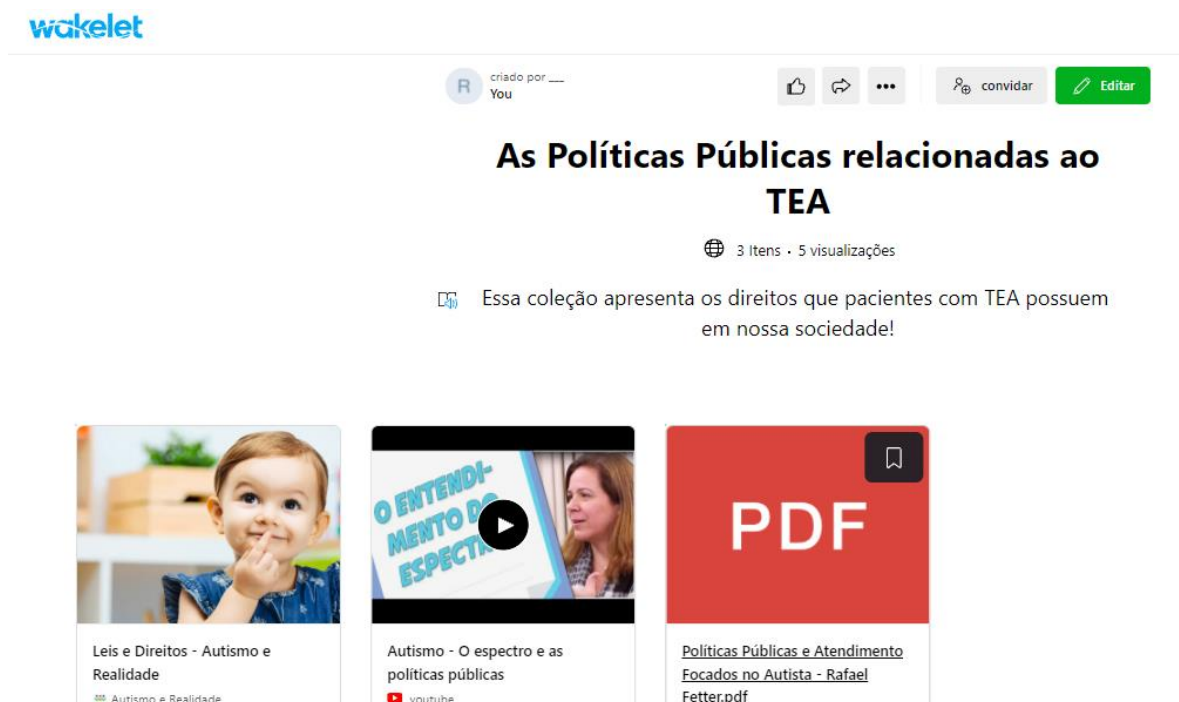 wakelet
R
criado por __
You
convidar
Editar
As Políticas Públicas relacionadas ao
TEA
3 Itens • 5 visualizações
Essa coleção apresenta os direitos que pacientes com TEA possuem
em nossa sociedade!
O ENTENDI-
MENTO DO
ESPECTR
PDF
Leis e Direitos - Autismo e
Realidade
Autismo e Realidade
Autismo - O espectro e as
políticas públicas
youtube
Políticas Públicas e Atendimento
Focados no Autista - Rafael
Fetter.pdf